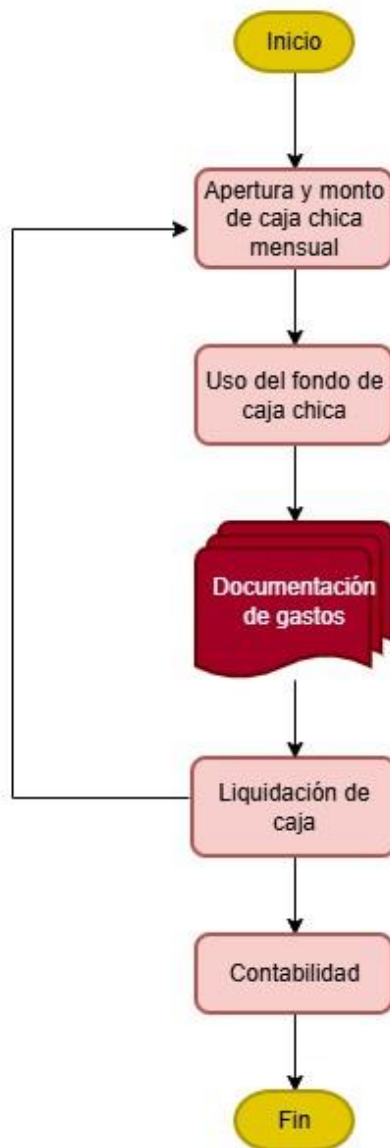 Inicio
Apertura y monto
de caja chica
mensual
Uso del fondo de
caja chica
Documentación
de gastos
Liquidación de
caja
Contabilidad
Fin